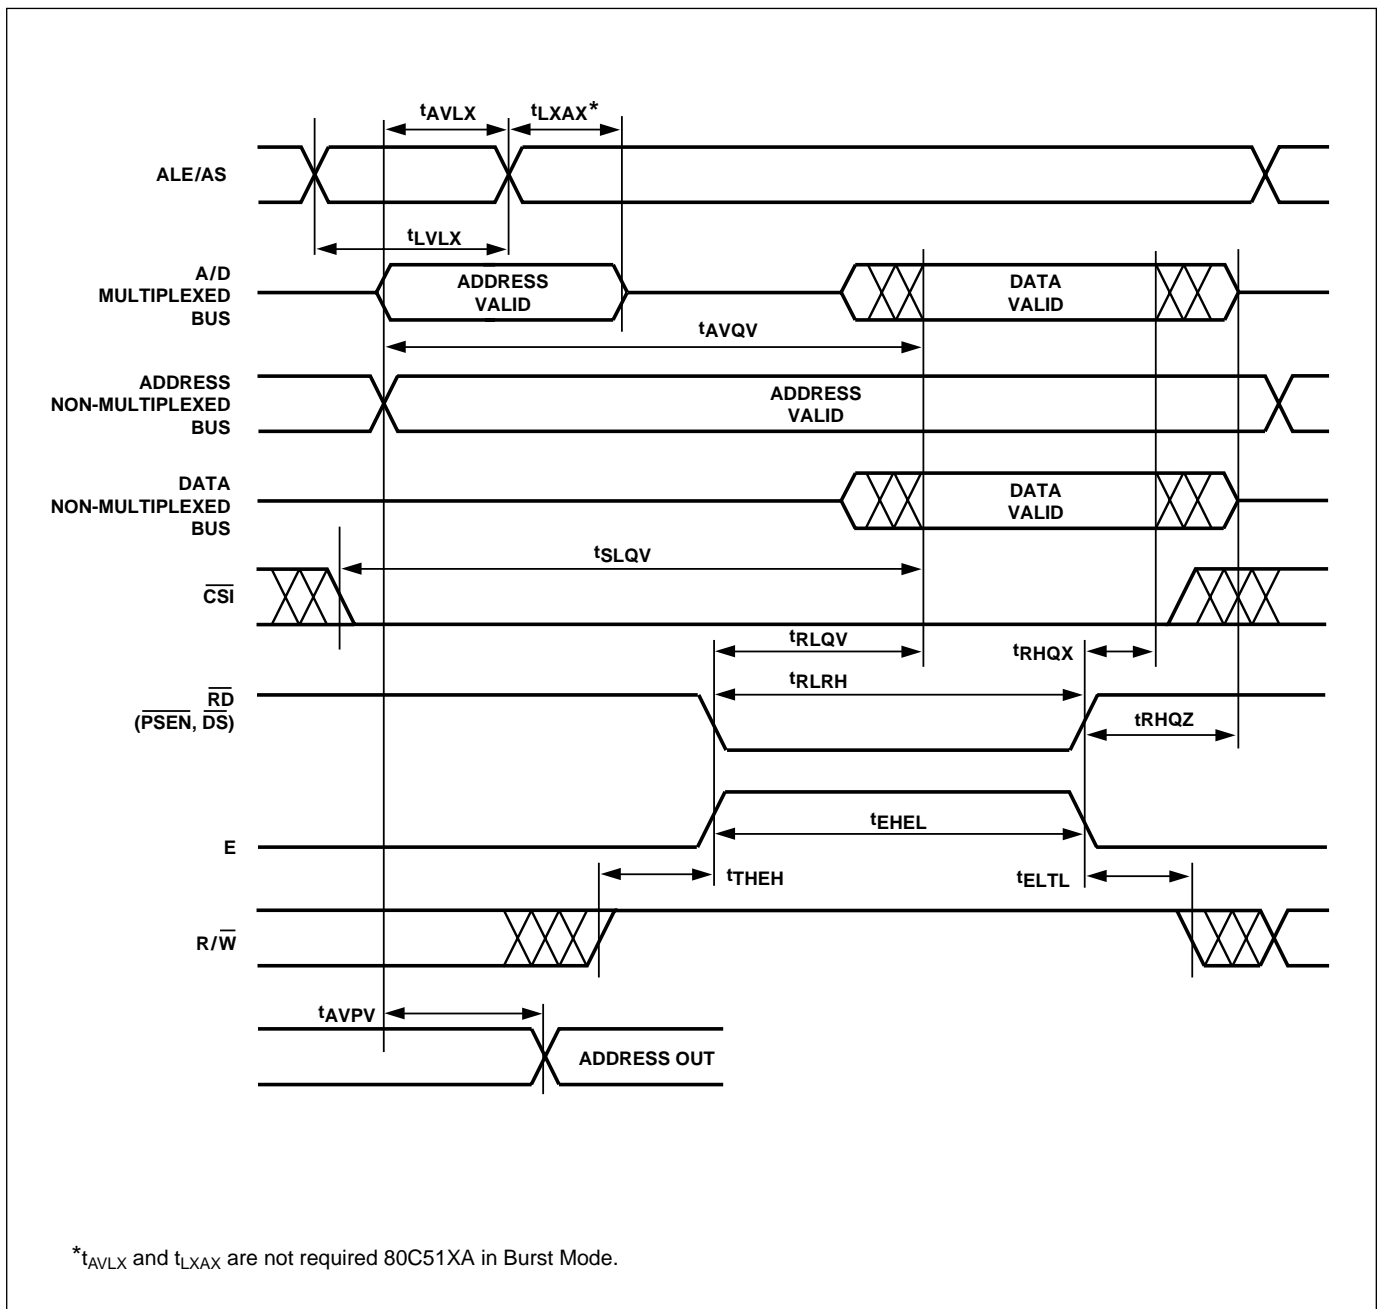 tAVLX tLXAX*
ALE/AS
tLVLX
A/D
MULTIPLEXED
BUS
ADDRESS
VALID
DATA
VALID
tAVQV
ADDRESS
NON-MULTIPLEXED
BUS
ADDRESS
VALID
DATA
NON-MULTIPLEXED
BUS
DATA
VALID
tSLQV
CSI
tRLQV
tRHQX
tRLRH
RD
(PSEN, DS)
tRHQZ
tEHEL
E
tTHEH
tELTL
R/W
tAVPV
ADDRESS OUT
*tAVLX and tLXAX are not required 80C51XA in Burst Mode.